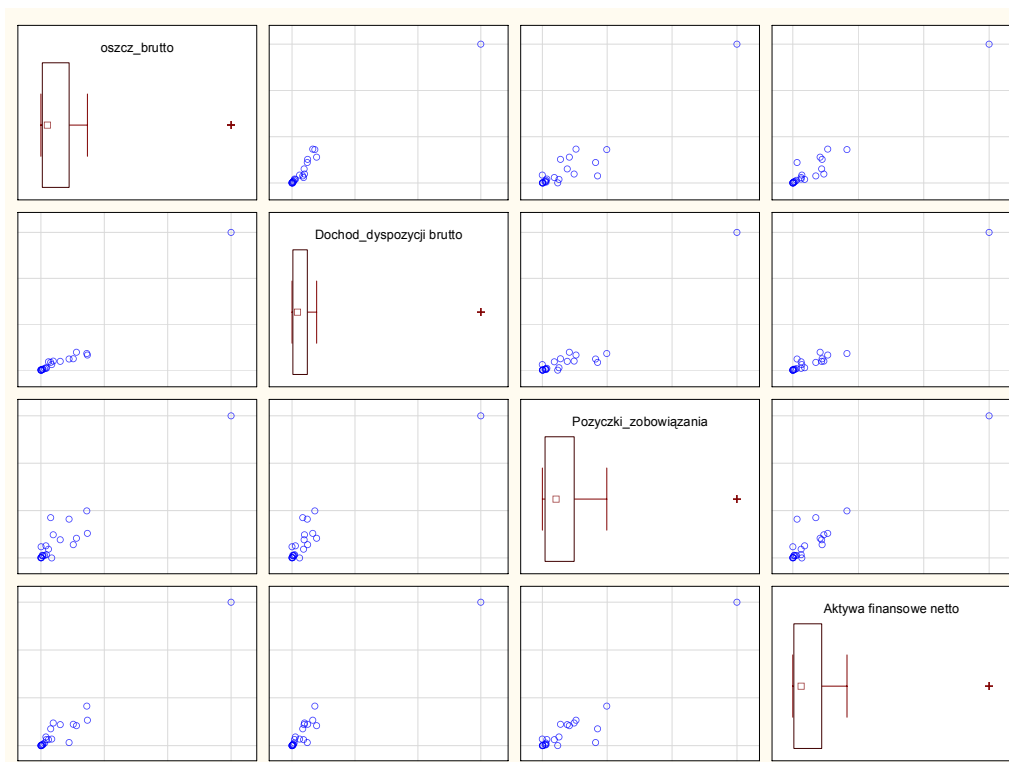 oszcz_brutto
Dochod_dyspozycji brutto
Pozyczki_zobowiązania
Aktywa finansowe netto